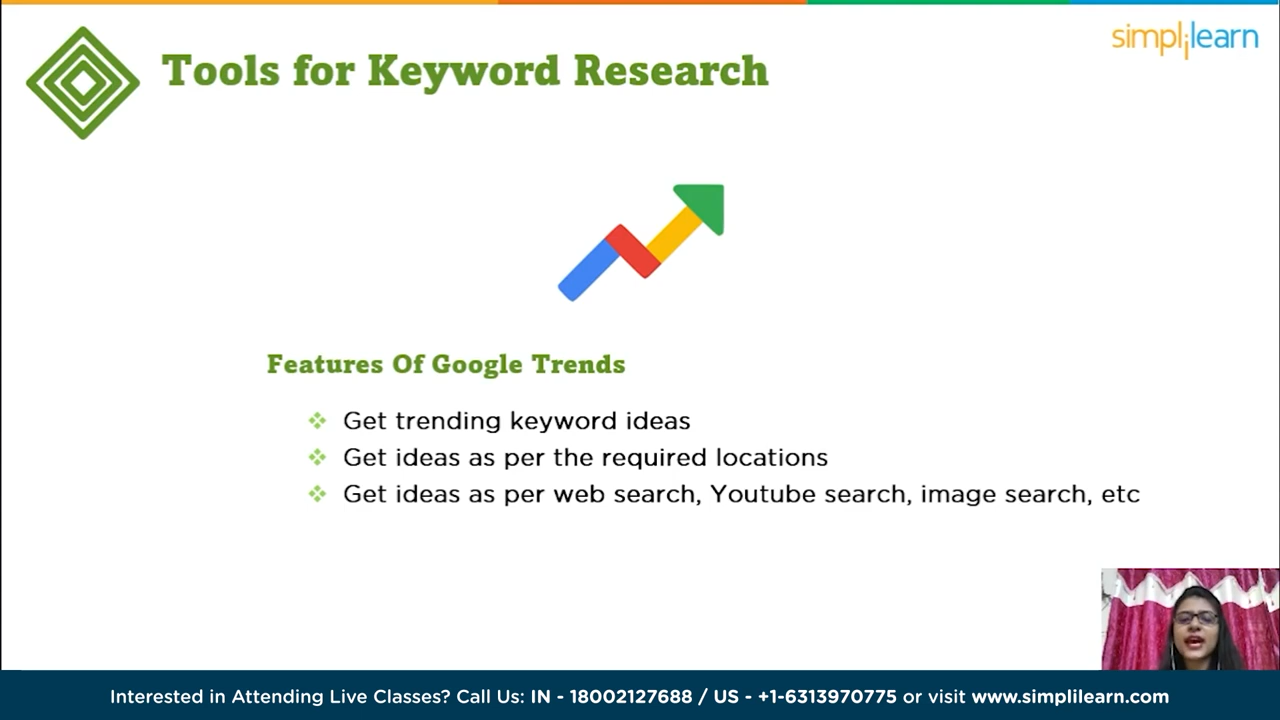 simplilearn
Tools for Keyword Research
Features Of Google Trends
Get trending keyword ideas
Get ideas as per the required locations
Get ideas as per web search, Youtube search, image search, etc
Interested in Attending Live Classes? Call Us: IN - 18002127688 / US - +1-6313970775 or visit www.simplilearn.com